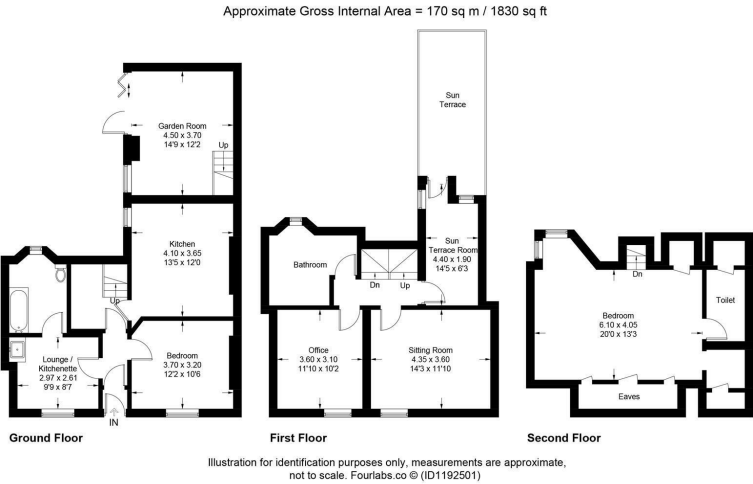 Approximate Gross Internal Area = 170 sq m / 1830 sq ft
Sun
Terrace
Garden Room
4.50 x 3.70
14'9 x 12'2
Up
Kitchen
4.10 x 3.65
13'5 x 12'0
Up
Lounge /
Kitchenette
2.97 x 2.61
9'9 x 8'7
Bedroom
3.70 x 3.20
12'2 x 10'6
IN
Ground Floor
Sun
Terrace Room
4.40 x 1.90
14'5 x 6'3
Bathroom
Dn
Up
Office
3.60 x 3.10
11'10 x 10'2
Sitting Room
4.35 x 3.60
14'3 x 11'10
First Floor
Dn
Bedroom
6.10 x 4.05
20'0 x 13'3
Toilet
Eaves
Second Floor
Illustration for identification purposes only, measurements are approximate,
not to scale. Fourlabs.co © (ID1192501)